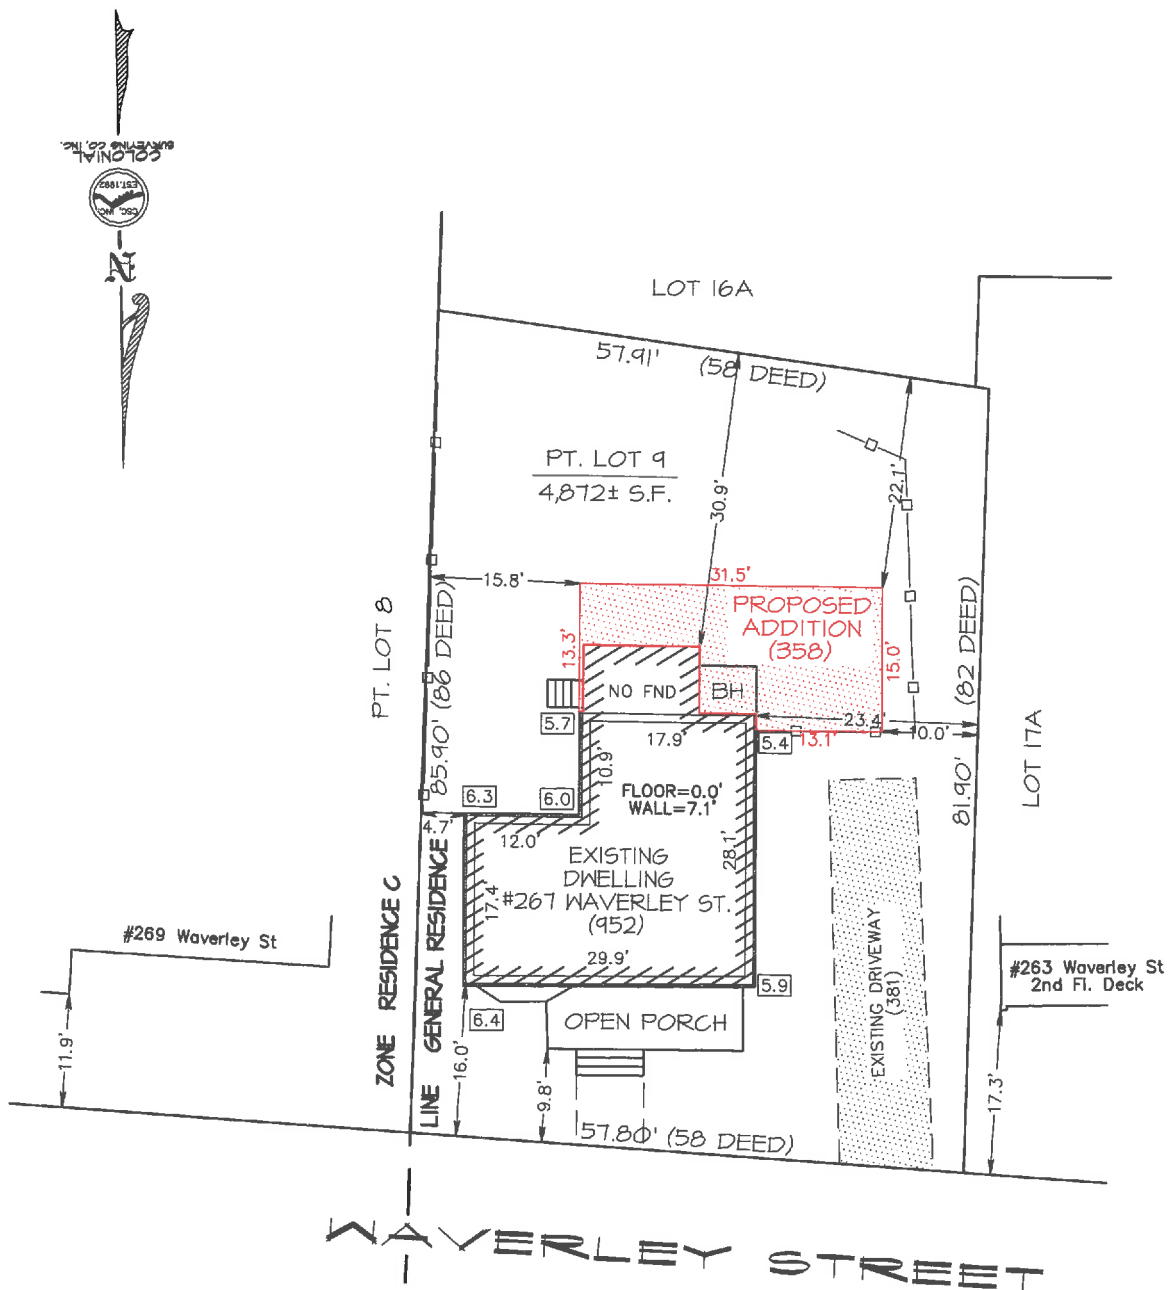 COLONIAL
SURVEYING CO, INC.
CSC, INC.
EST.1992
N
LOT 16A
57.91' (58 DEED)
PT. LOT 9
4,872± S.F.
30.9'
22.1'
15.8'
31.5'
PROPOSED
ADDITION
(358)
13.3'
15.0'
NO FND
BH
PT. LOT 8
85.90' (86 DEED)
81.90' (82 DEED)
LOT 17A
5.7
17.9'
5.4
23.4'
13.1'
10.0'
10.9'
FLOOR=0.0'
WALL=7.1'
6.3
6.0
4.7'
12.0'
28.1'
17.4
EXISTING
DWELLING
#267 WAVERLEY ST.
(952)
29.9'
5.9
6.4
OPEN PORCH
EXISTING DRIVEWAY
(381)
ZONE RESIDENCE C
LINE GENERAL RESIDENCE
#269 Waverley St
11.9'
#263 Waverley St
2nd Fl. Deck
17.3'
16.0'
9.8'
57.80' (58 DEED)
WAVERLEY STREET